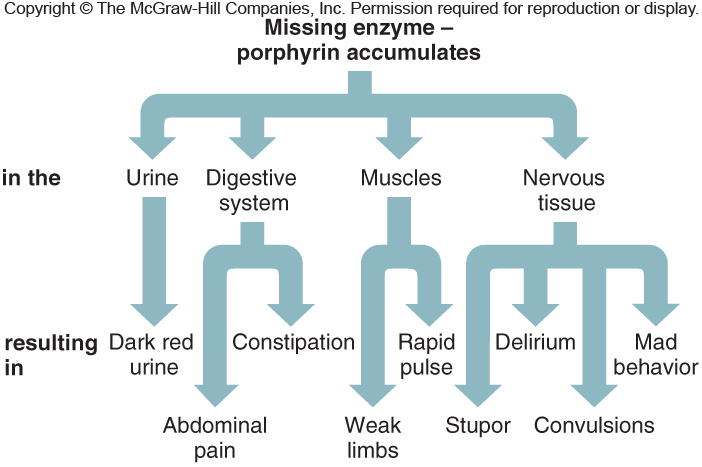 Copyright © The McGraw-Hill Companies, Inc. Permission required for reproduction or display.
Missing enzyme –
porphyrin accumulates
in the
Urine
Digestive
system
Muscles
Nervous
tissue
resulting
in
Dark red
urine
Constipation
Rapid
pulse
Delirium
Mad
behavior
Abdominal
pain
Weak
limbs
Stupor
Convulsions